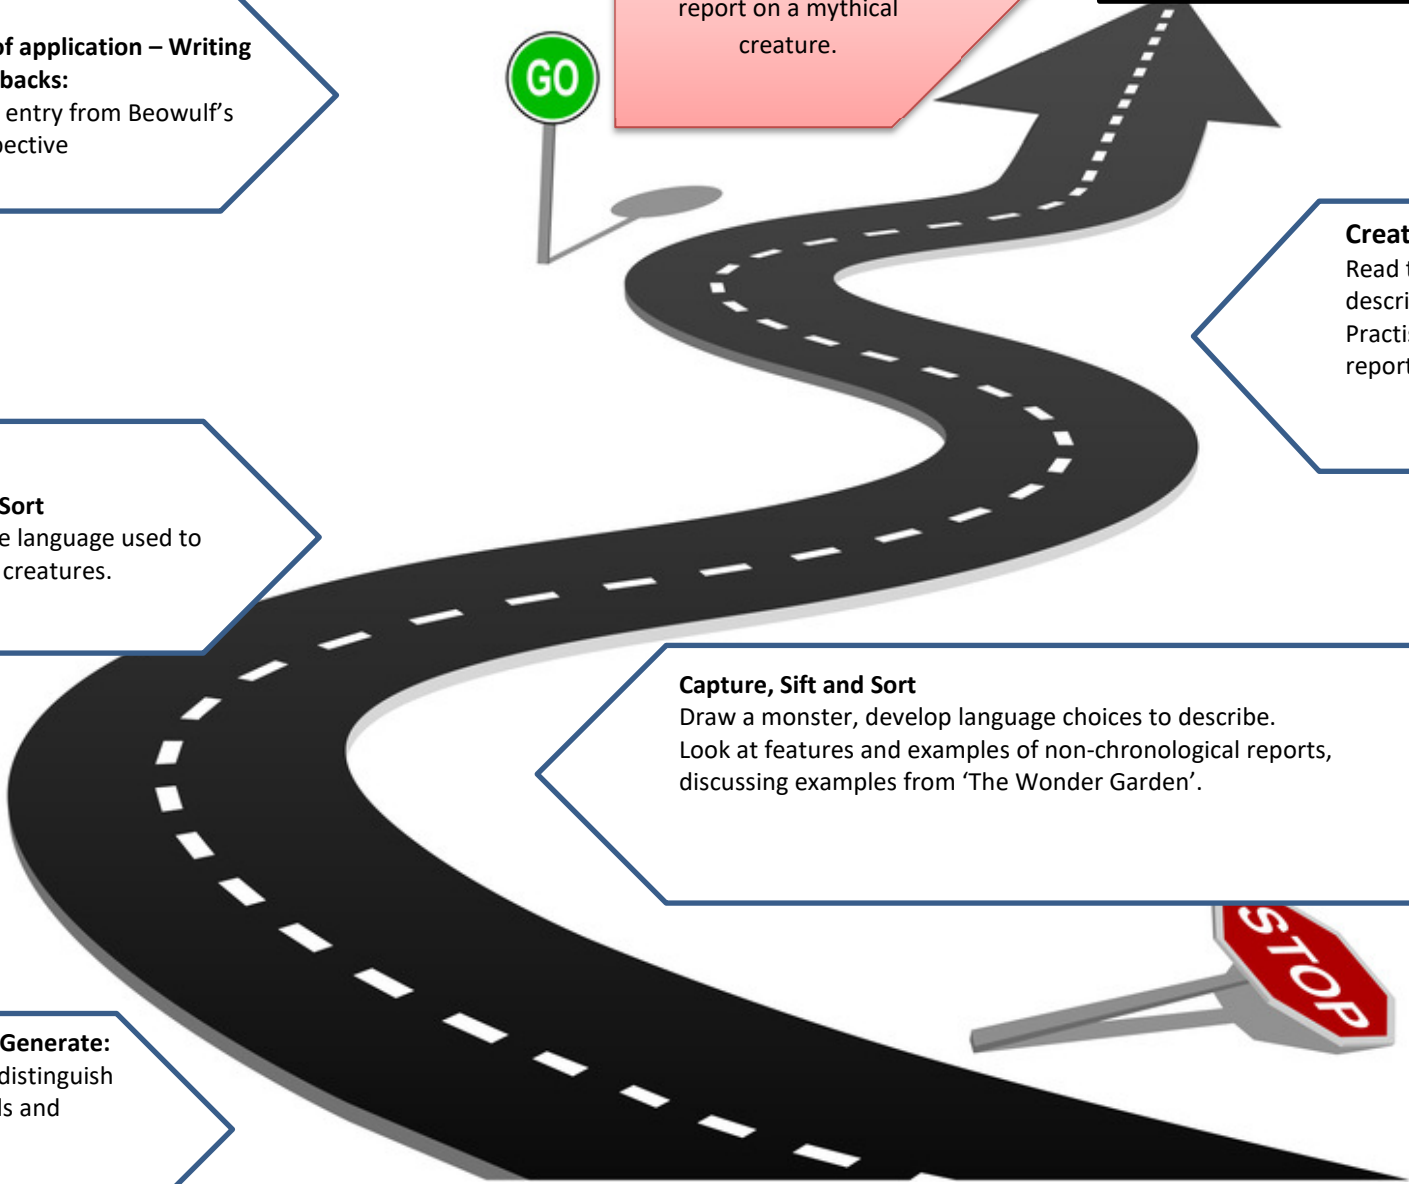 report on a mythical
creature.
of application – Writing
backs:
entry from Beowulf’s
pective
GO
Creat
Read t
descri
Practis
report
Sort
e language used to
creatures.
Capture, Sift and Sort
Draw a monster, develop language choices to describe.
Look at features and examples of non-chronological reports,
discussing examples from ‘The Wonder Garden’.
STOP
Generate:
distinguish
ls and